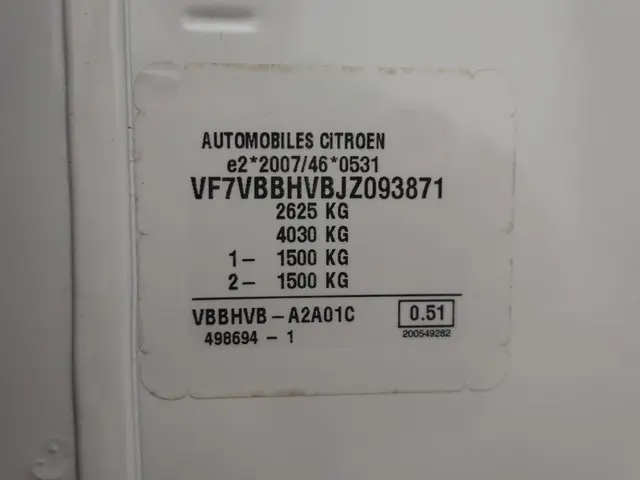 AUTOMOBILES CITROEN
e2*2007/46*0531
VF7VBBHVBJZ093871
2625 KG
4030 KG
1- 1500 KG
2- 1500 KG
VBBHVB-A2A01C 0.51
498694-1 200549282